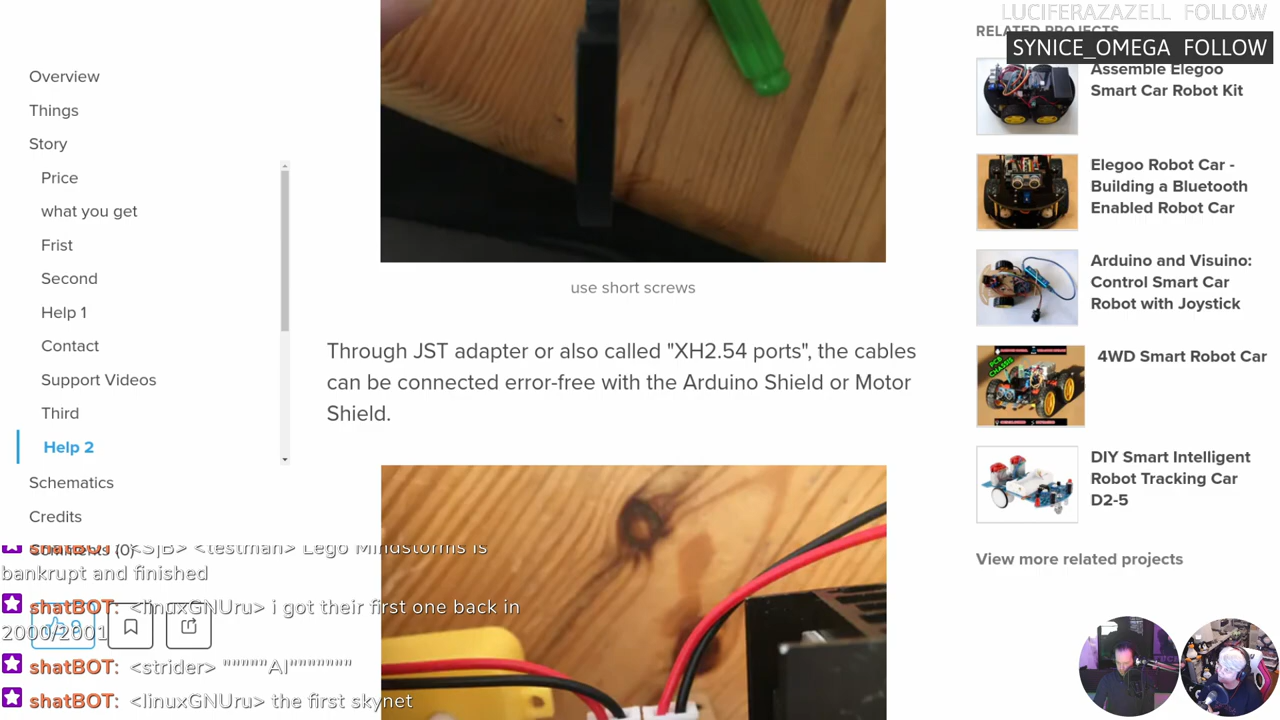 LUCIFERAZAZELL FOLLOW
SYNICE_OMEGA FOLLOW
Overview
Things
Story
Price
what you get
Frist
Second
Help 1
Contact
Support Videos
Third
Help 2
Schematics
Credits
Comments (0)
use short screws
Through JST adapter or also called "XH2.54 ports", the cables
can be connected error-free with the Arduino Shield or Motor
Shield.
RELATED PROJECTS
Assemble Elegoo
Smart Car Robot Kit
Elegoo Robot Car -
Building a Bluetooth
Enabled Robot Car
Arduino and Visuino:
Control Smart Car
Robot with Joystick
4WD Smart Robot Car
DIY Smart Intelligent
Robot Tracking Car
D2-5
View more related projects
shatBOT: <S|B> <testman> Lego Mindstorms is
bankrupt and finished
shatBOT: <linuxGNUru> i got their first one back in
2000/2001
shatBOT: <strider> """"""AI"""""""
shatBOT: <linuxGNUru> the first skynet